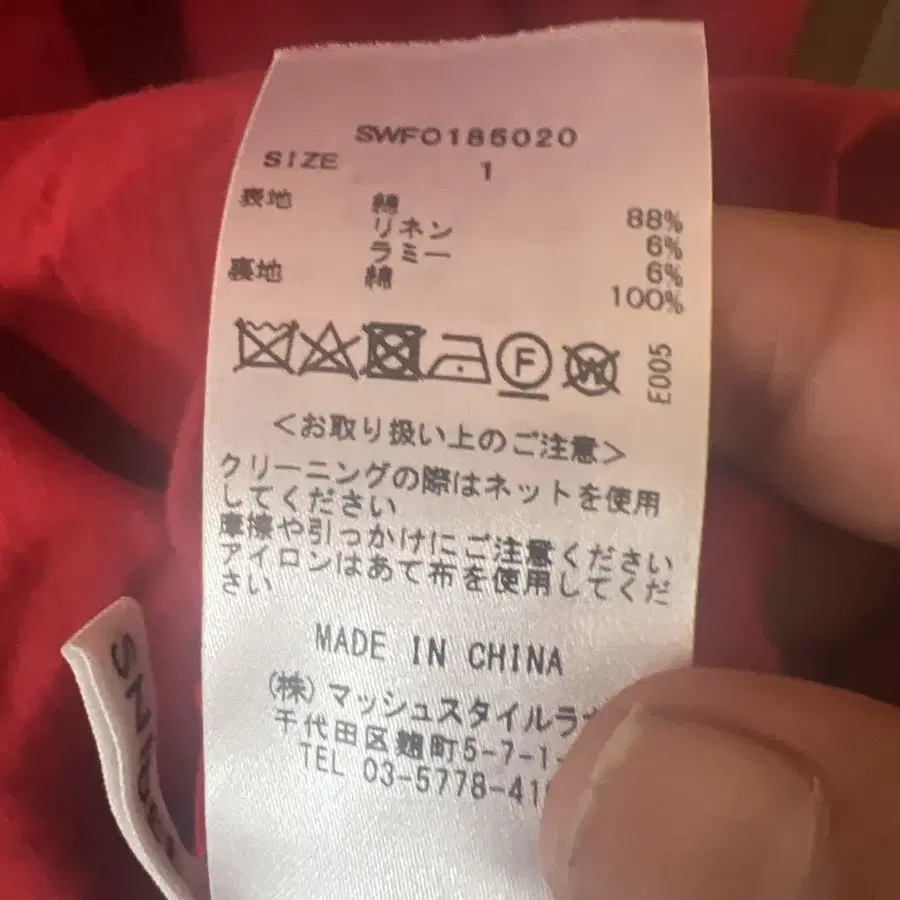 SWFO185020
SIZE 1
表地 綿 88%
リネン 6%
ラミー 6%
裏地 綿 100%
F
W
E005
<お取り扱い上のご注意>
クリーニングの際はネットを使用
してください
摩擦や引っかけにご注意ください
アイロンはあて布を使用してくだ
さい
MADE IN CHINA
(株)マッシュスタイルラ
千代田区麹町5-7-1
TEL 03-5778-41